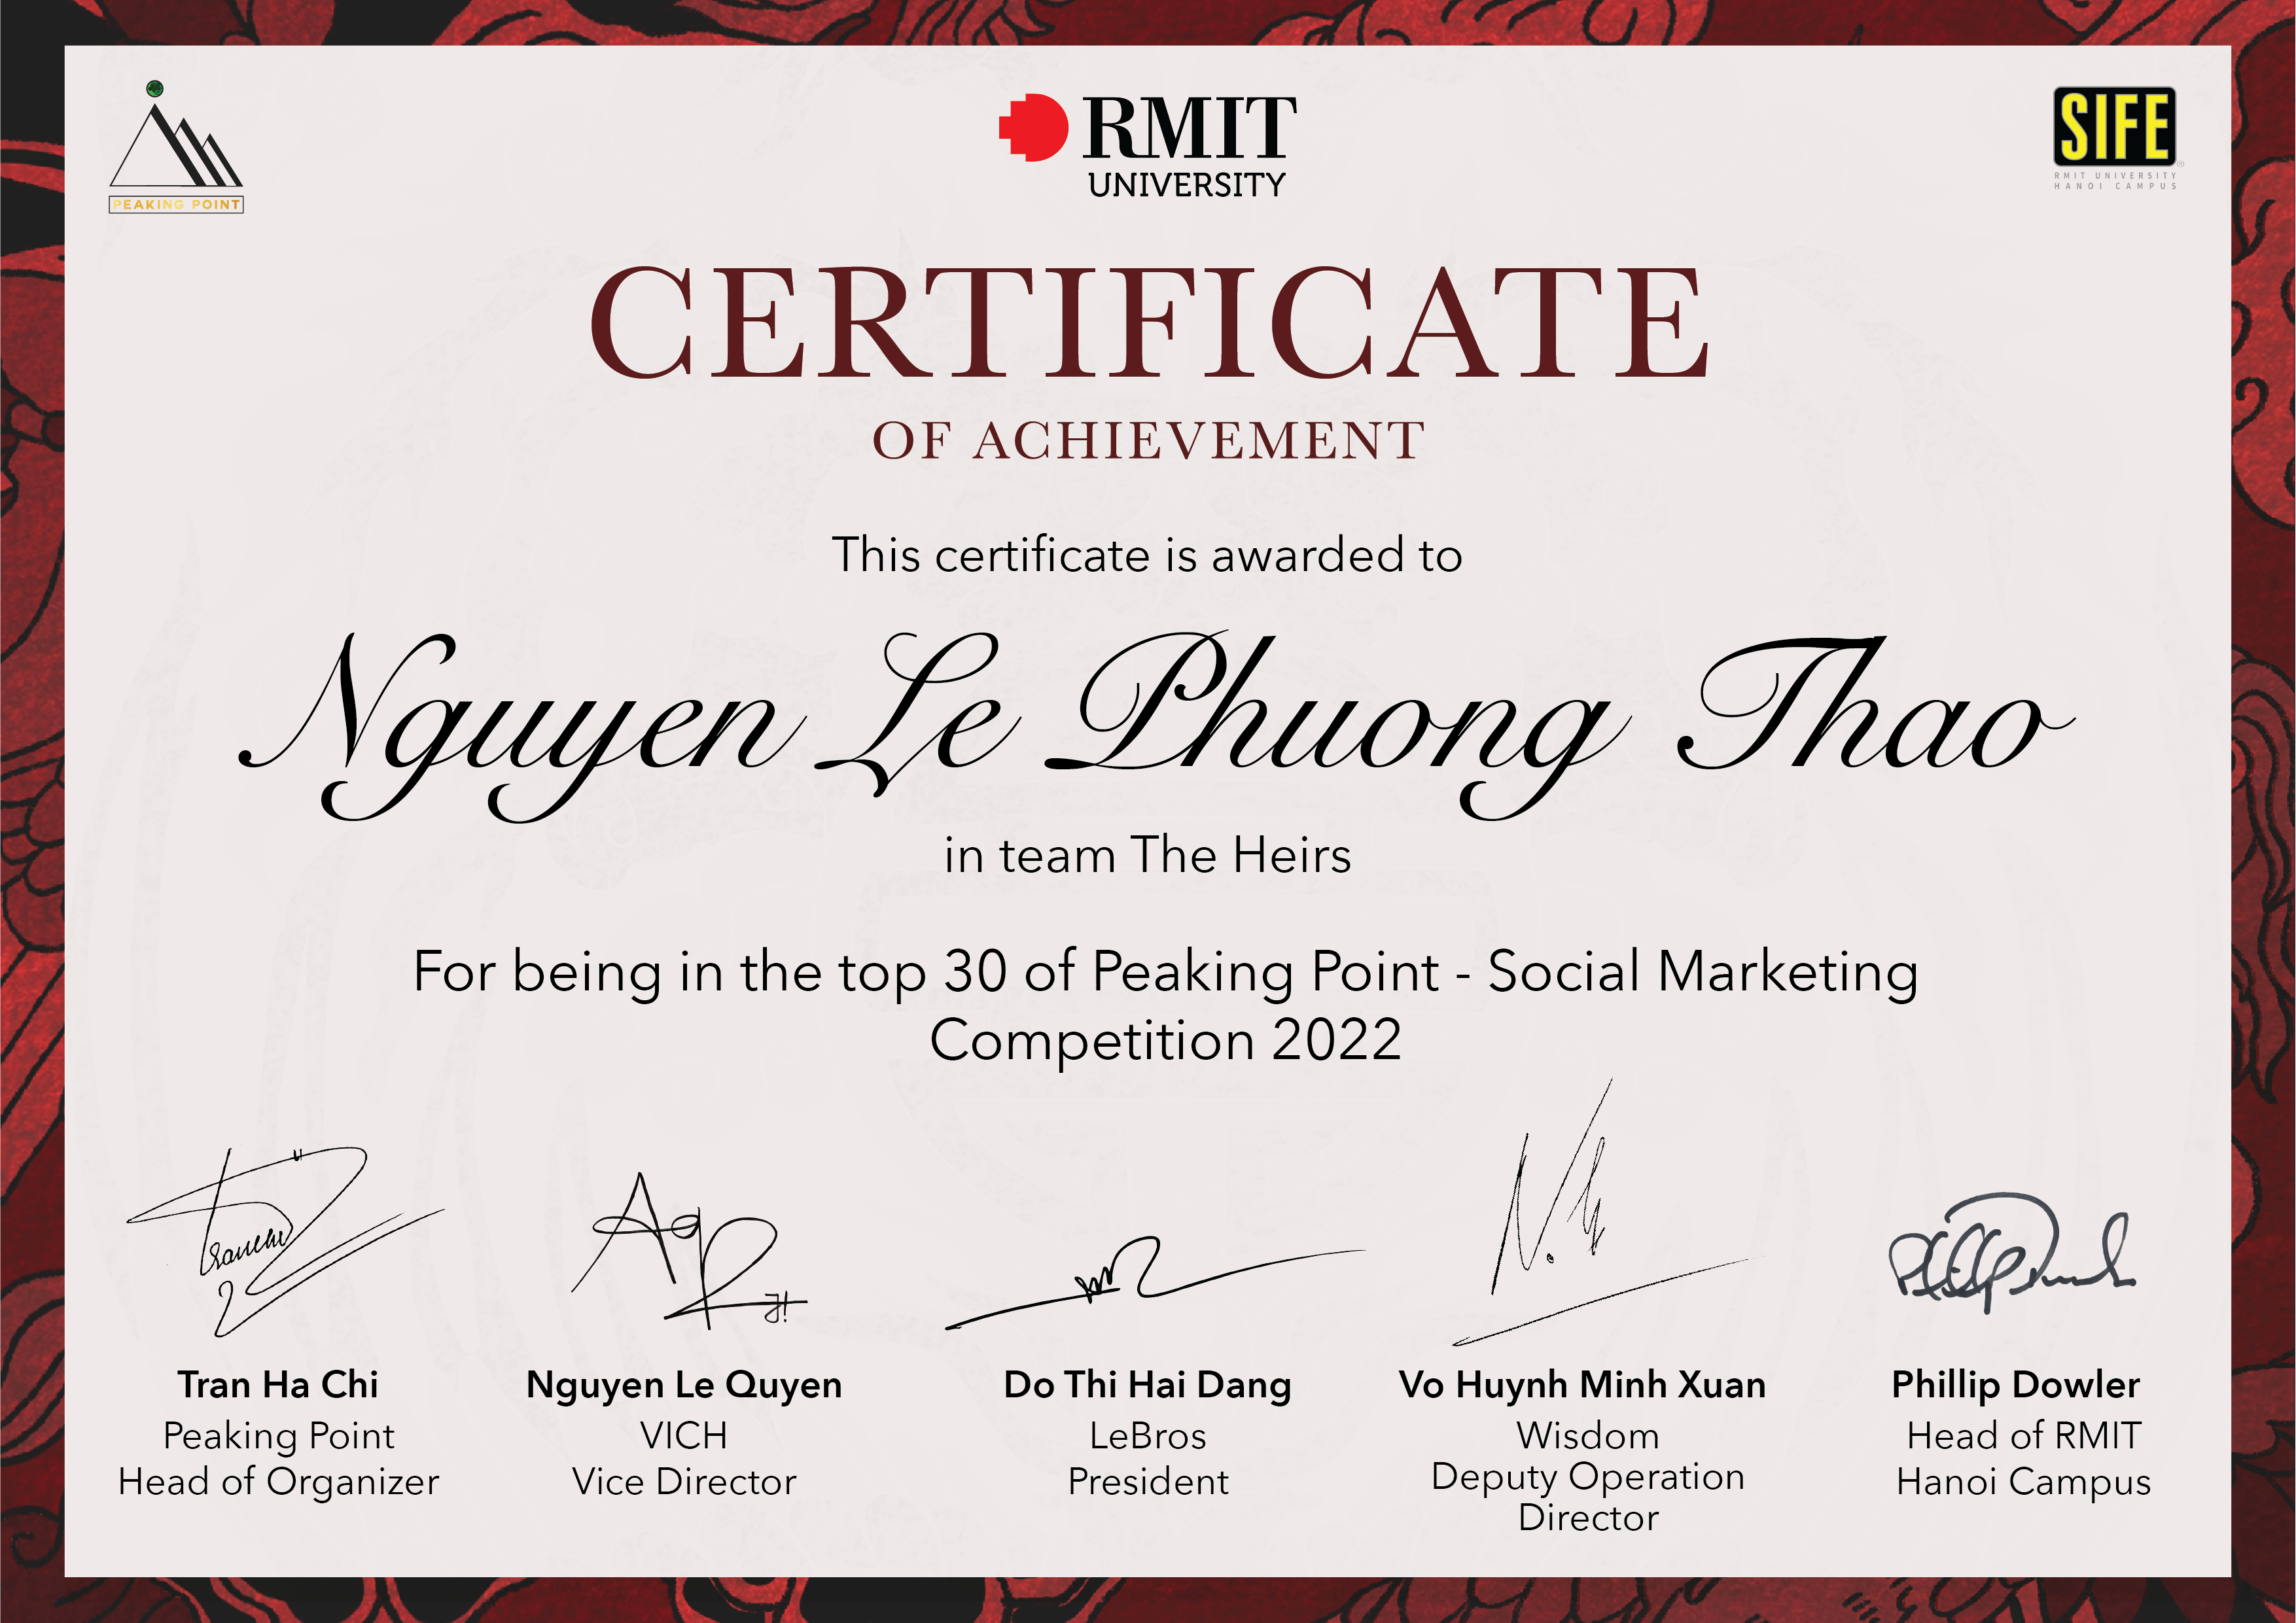 PEAKING POINT
RMIT
UNIVERSITY
SIFE
RMIT UNIVERSITY
HANOI CAMPUS
CERTIFICATE
OF ACHIEVEMENT
This certificate is awarded to
Nguyen Le Phuong Thao
in team The Heirs
For being in the top 30 of Peaking Point - Social Marketing
Competition 2022
Tran Ha Chi
Peaking Point
Head of Organizer
Nguyen Le Quyen
VICH
Vice Director
Do Thi Hai Dang
LeBros
President
Vo Huynh Minh Xuan
Wisdom
Deputy Operation
Director
Phillip Dowler
Head of RMIT
Hanoi Campus